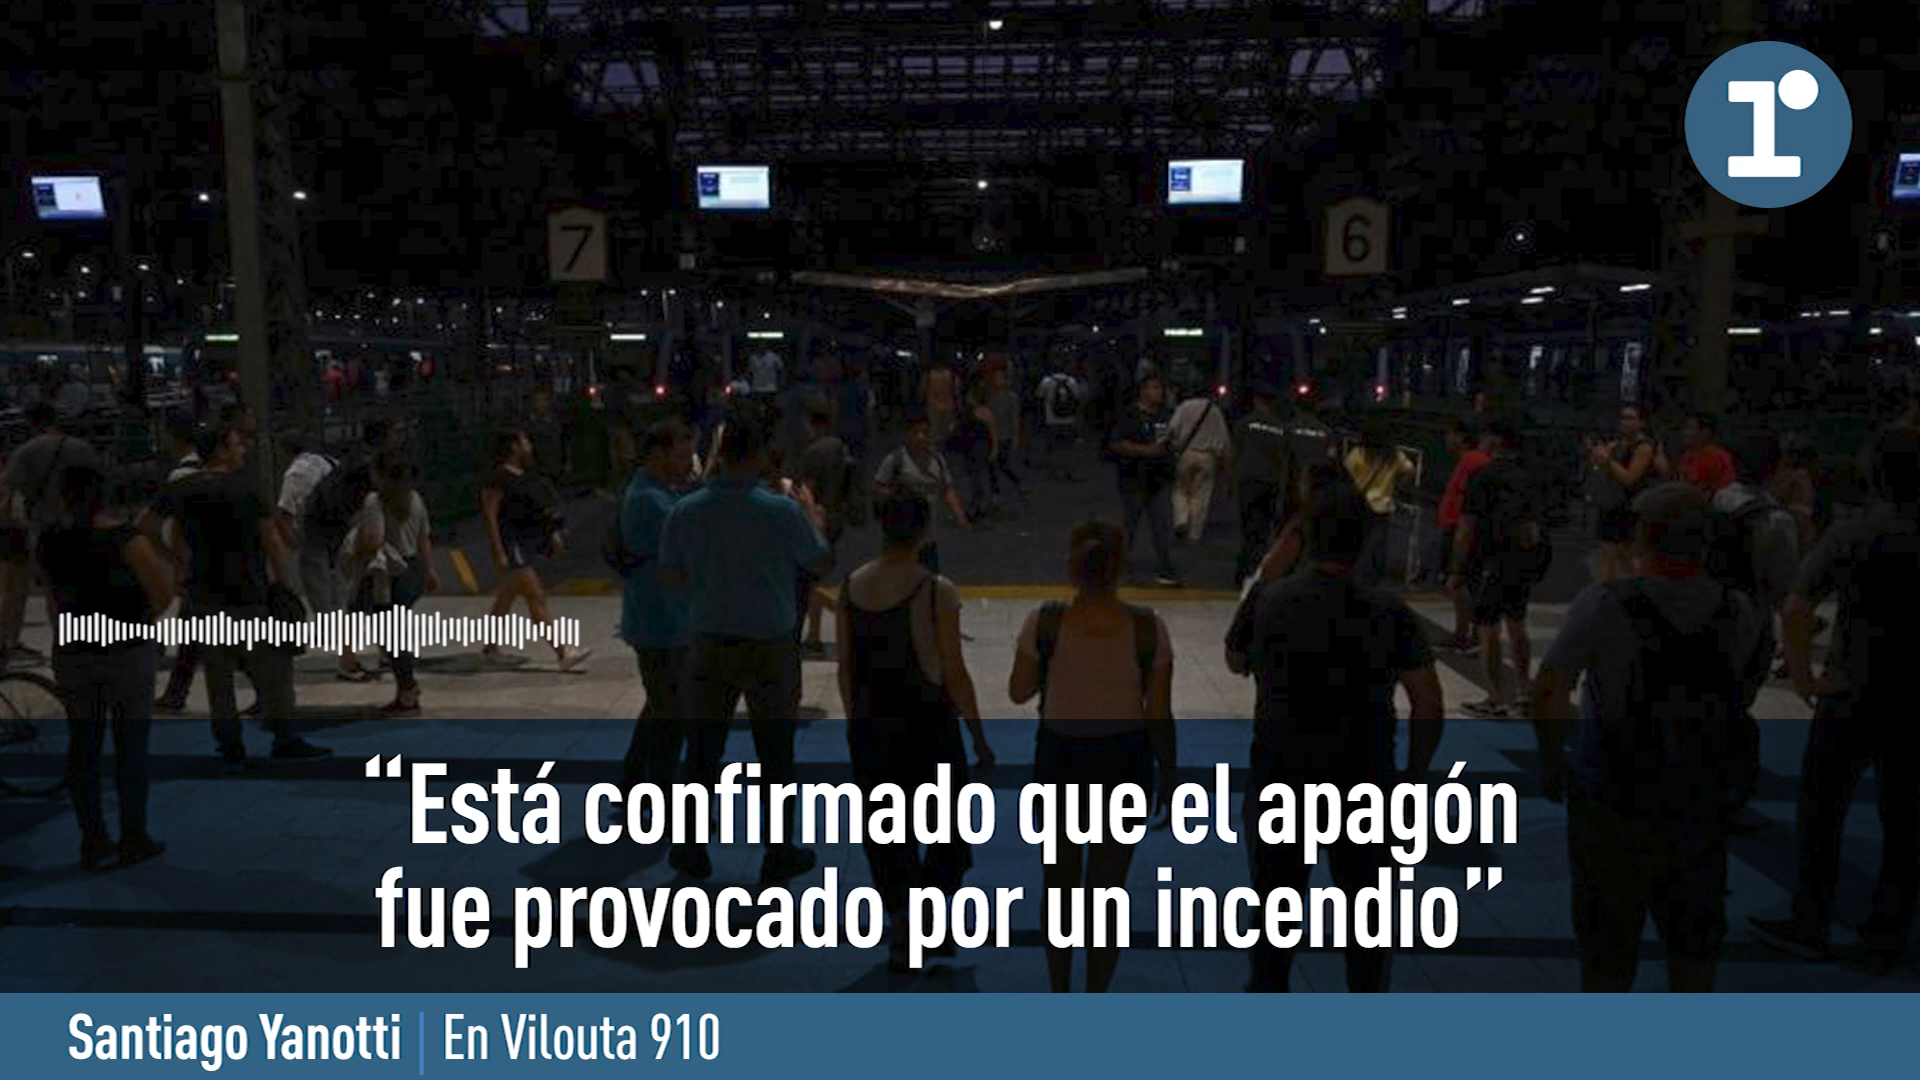 r
7
6
“Está confirmado que el apagón
fue provocado por un incendio”
Santiago Yanotti | En Vilouta 910